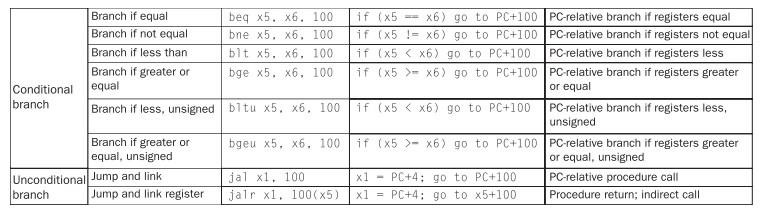 Conditional branch | Branch if equal | beq x5, x6, 100 | if (x5 == x6) go to PC+100 | PC-relative branch if registers equal
Branch if not equal | bne x5, x6, 100 | if (x5 != x6) go to PC+100 | PC-relative branch if registers not equal
Branch if less than | blt x5, x6, 100 | if (x5 < x6) go to PC+100 | PC-relative branch if registers less
Branch if greater or equal | bge x5, x6, 100 | if (x5 >= x6) go to PC+100 | PC-relative branch if registers greater or equal
Branch if less, unsigned | bltu x5, x6, 100 | if (x5 < x6) go to PC+100 | PC-relative branch if registers less, unsigned
Branch if greater or equal, unsigned | bgeu x5, x6, 100 | if (x5 >= x6) go to PC+100 | PC-relative branch if registers greater or equal, unsigned
Unconditional branch | Jump and link | jal x1, 100 | x1 = PC+4; go to PC+100 | PC-relative procedure call
Jump and link register | jalr x1, 100(x5) | x1 = PC+4; go to x5+100 | Procedure return; indirect call